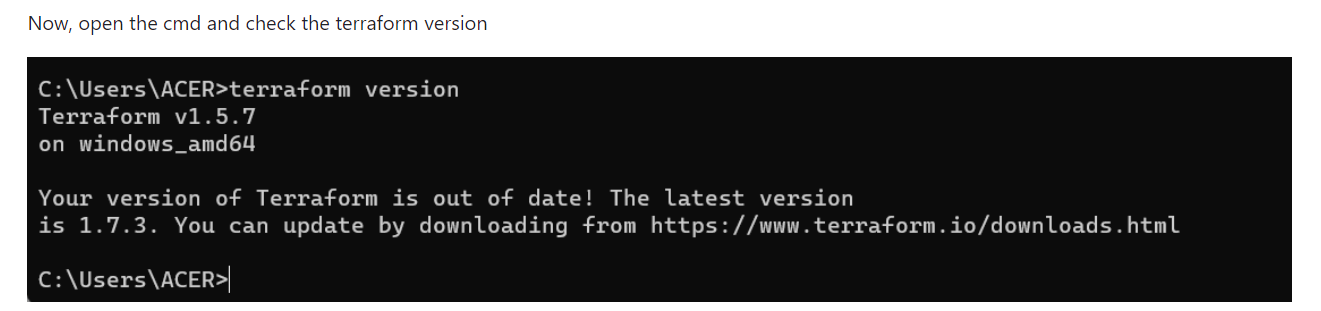 Now, open the cmd and check the terraform version
C:\Users\ACER>terraform version
Terraform v1.5.7
on windows_amd64
Your version of Terraform is out of date! The latest version
is 1.7.3. You can update by downloading from https://www.terraform.io/downloads.html
C:\Users\ACER>